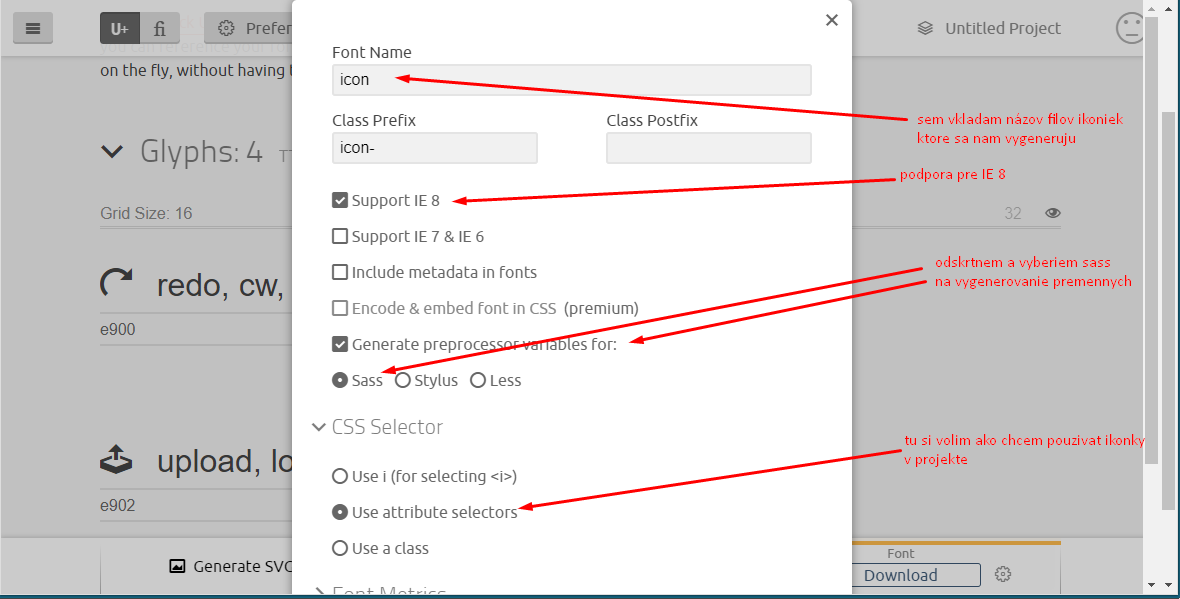 U+ fi Prefer
Untitled Project
you can reference your
on the fly, without having t
Font Name
icon
sem vkladam názov filov ikoniek
ktore sa nam vygeneruju
Class Prefix
Class Postfix
icon-
Glyphs: 4
podpora pre IE 8
Support IE 8
Grid Size: 16
32
Support IE 7 & IE 6
Include metadata in fonts
odskrtnem a vyberiem sass
na vygenerovanie premennych
redo, cw,
Encode & embed font in CSS (premium)
e900
Generate preprocessor variables for:
Sass Stylus Less
CSS Selector
tu si volim ako chcem pouzivat ikonky
v projekte
upload, lo
Use i (for selecting <i>)
e902
Use attribute selectors
Use a class
Generate SVG
Font
Download
Font Metrics